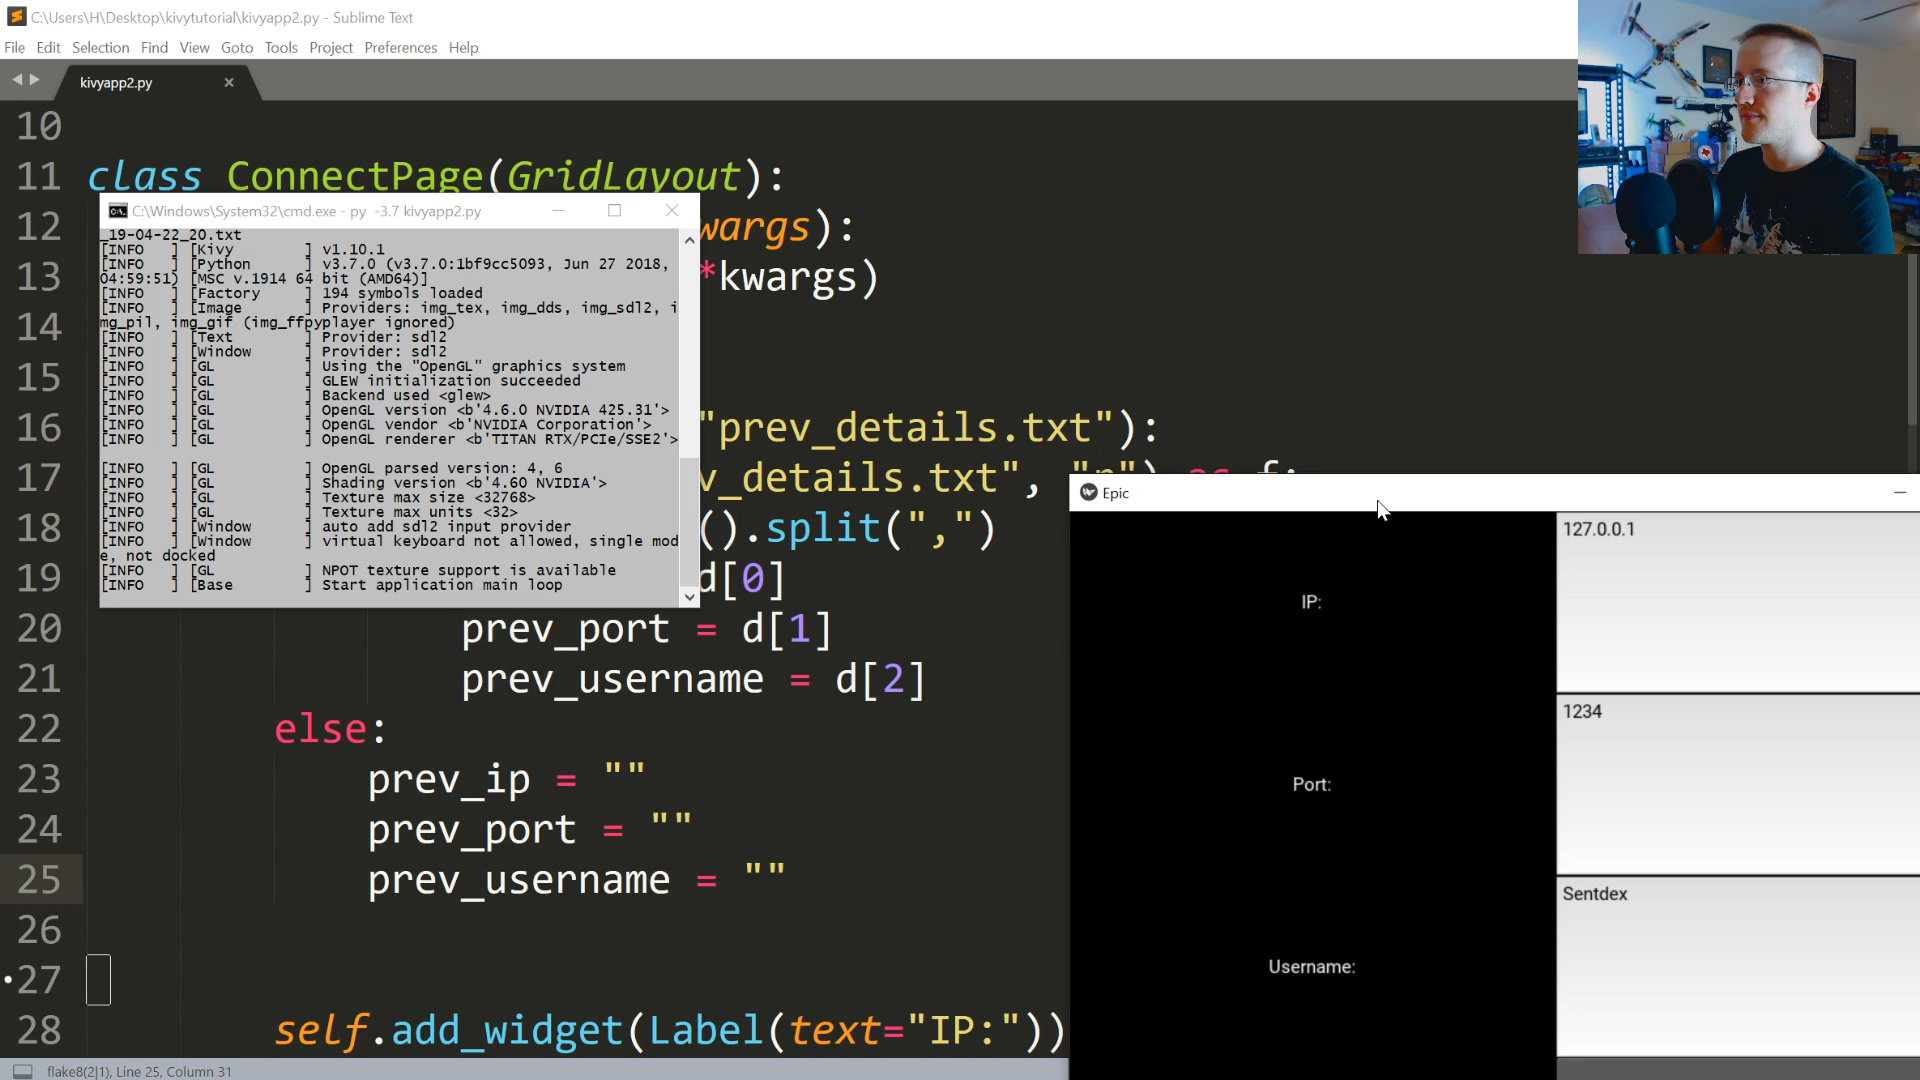 C:\Users\H\Desktop\kivytutorial\kivyapp2.py - Sublime Text
File Edit Selection Find View Goto Tools Project Preferences Help
kivyapp2.py
10
11 class ConnectPage(GridLayout):
12 wargs):
13 *kwargs)
14
15
16 "prev_details.txt"):
17 v_details.txt", "r") as f:
18 ().split(",")
19 d[0]
20 prev_port = d[1]
21 prev_username = d[2]
22 else:
23 prev_ip = ""
24 prev_port = ""
25 prev_username = ""
26
27
28 self.add_widget(Label(text="IP:"))
C:\Windows\System32\cmd.exe - py -3.7 kivyapp2.py
_19-04-22_20.txt
[INFO ] [Kivy ] v1.10.1
[INFO ] [Python ] v3.7.0 (v3.7.0:1bf9cc5093, Jun 27 2018,
04:59:51) [MSC v.1914 64 bit (AMD64)]
[INFO ] [Factory ] 194 symbols loaded
[INFO ] [Image ] Providers: img_tex, img_dds, img_sdl2, i
mg_pil, img_gif (img_ffpyplayer ignored)
[INFO ] [Text ] Provider: sdl2
[INFO ] [Window ] Provider: sdl2
[INFO ] [GL ] Using the "OpenGL" graphics system
[INFO ] [GL ] GLEW initialization succeeded
[INFO ] [GL ] Backend used <glew>
[INFO ] [GL ] OpenGL version <b'4.6.0 NVIDIA 425.31'>
[INFO ] [GL ] OpenGL vendor <b'NVIDIA Corporation'>
[INFO ] [GL ] OpenGL renderer <b'TITAN RTX/PCIe/SSE2'>
[INFO ] [GL ] OpenGL parsed version: 4, 6
[INFO ] [GL ] Shading version <b'4.60 NVIDIA'>
[INFO ] [GL ] Texture max size <32768>
[INFO ] [GL ] Texture max units <32>
[INFO ] [Window ] auto add sdl2 input provider
[INFO ] [Window ] virtual keyboard not allowed, single mod
e, not docked
[INFO ] [GL ] NPOT texture support is available
[INFO ] [Base ] Start application main loop
Epic
IP:
127.0.0.1
Port:
1234
Username:
Sentdex
flake8(2|1), Line 25, Column 31